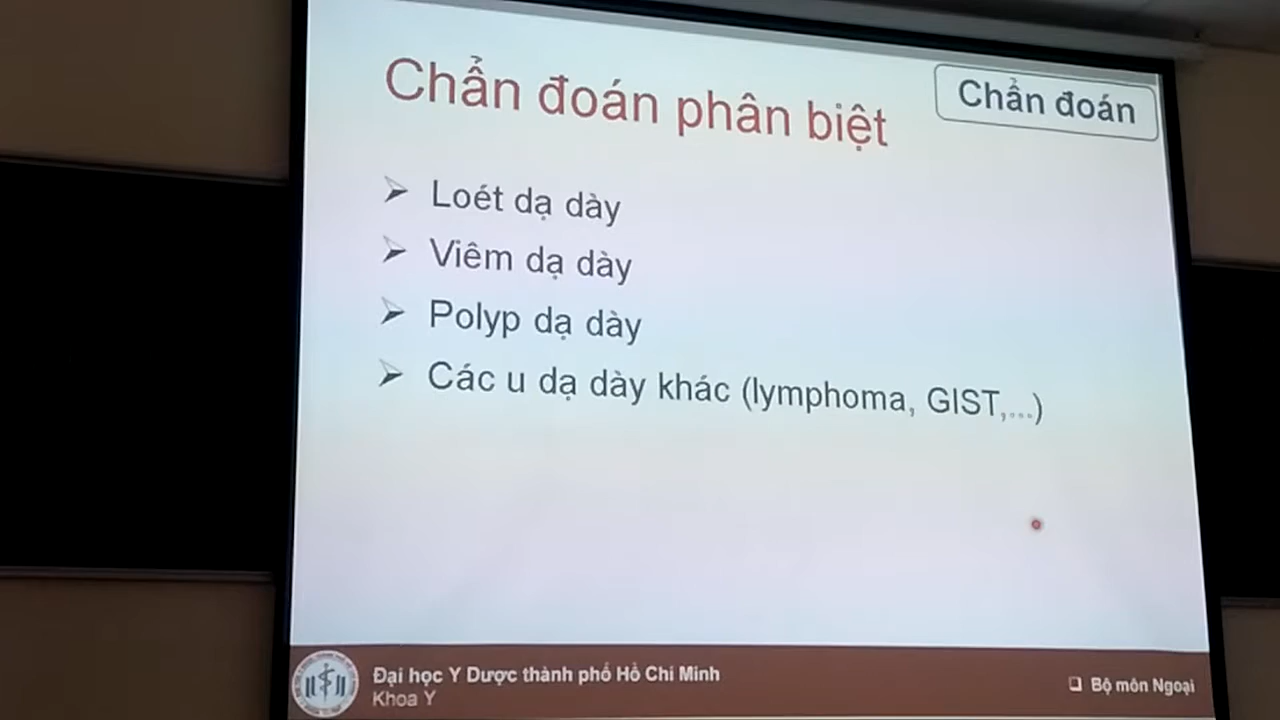 Chẩn đoán phân biệt
Chẩn đoán
➢ Loét dạ dày
➢ Viêm dạ dày
➢ Polyp dạ dày
➢ Các u dạ dày khác (lymphoma, GIST,...)
Đại học Y Dược thành phố Hồ Chí Minh
Khoa Y
❑ Bộ môn Ngoại